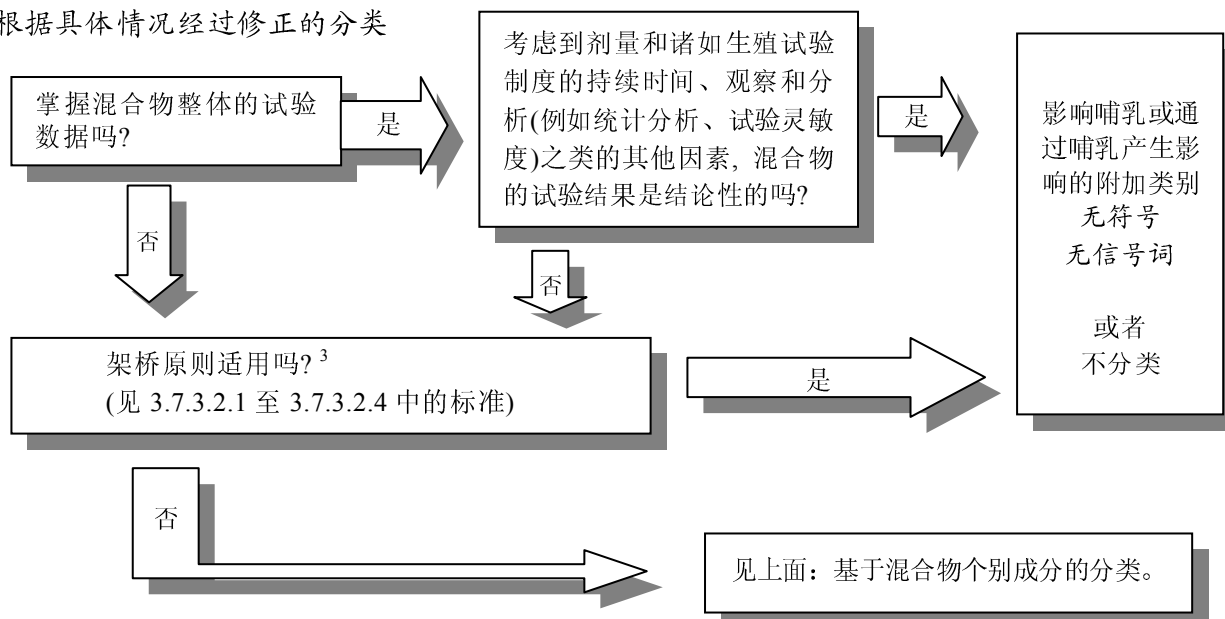 根据具体情况经过修正的分类
掌握混合物整体的试验
数据吗?
是
考虑到剂量和诸如生殖试验
制度的持续时间、观察和分
析(例如统计分析、试验灵敏
度)之类的其他因素, 混合物
的试验结果是结论性的吗?
是
影响哺乳或通
过哺乳产生影
响的附加类别
无符号
无信号词
或者
不分类
否
否
架桥原则适用吗? 3
(见 3.7.3.2.1 至 3.7.3.2.4 中的标准)
是
否
见上面：基于混合物个别成分的分类。